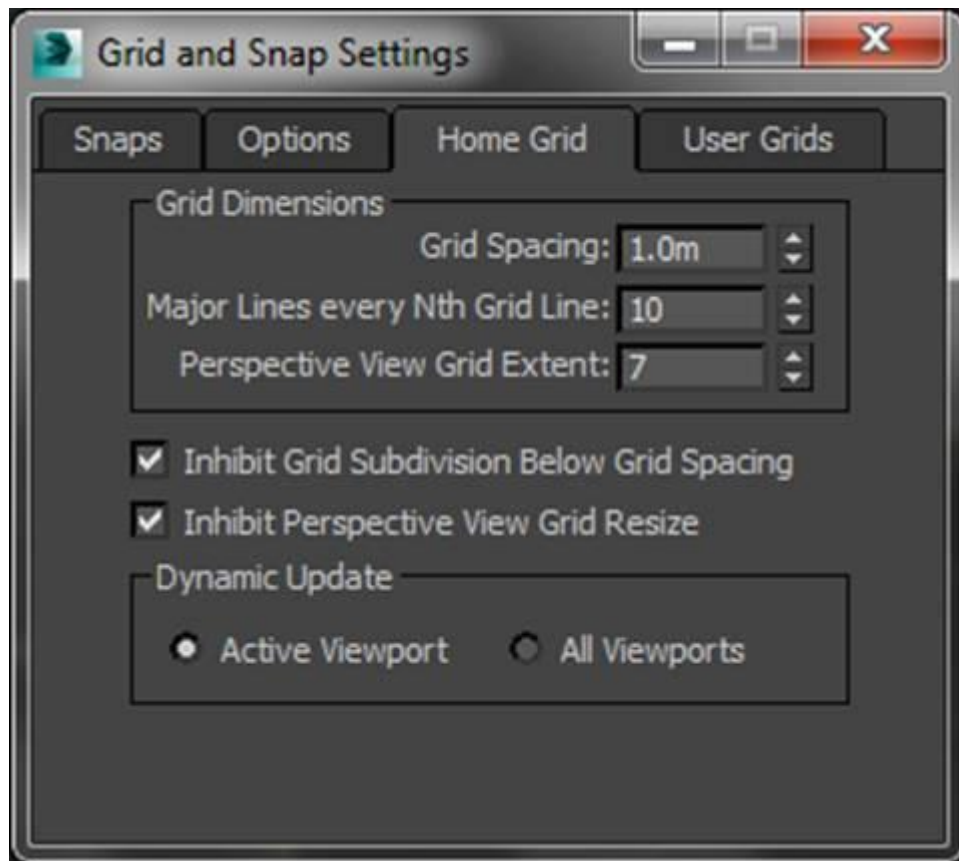 Grid and Snap Settings
Snaps Options Home Grid User Grids
Grid Dimensions
Grid Spacing: 1.0m
Major Lines every Nth Grid Line: 10
Perspective View Grid Extent: 7
Inhibit Grid Subdivision Below Grid Spacing
Inhibit Perspective View Grid Resize
Dynamic Update
Active Viewport All Viewports